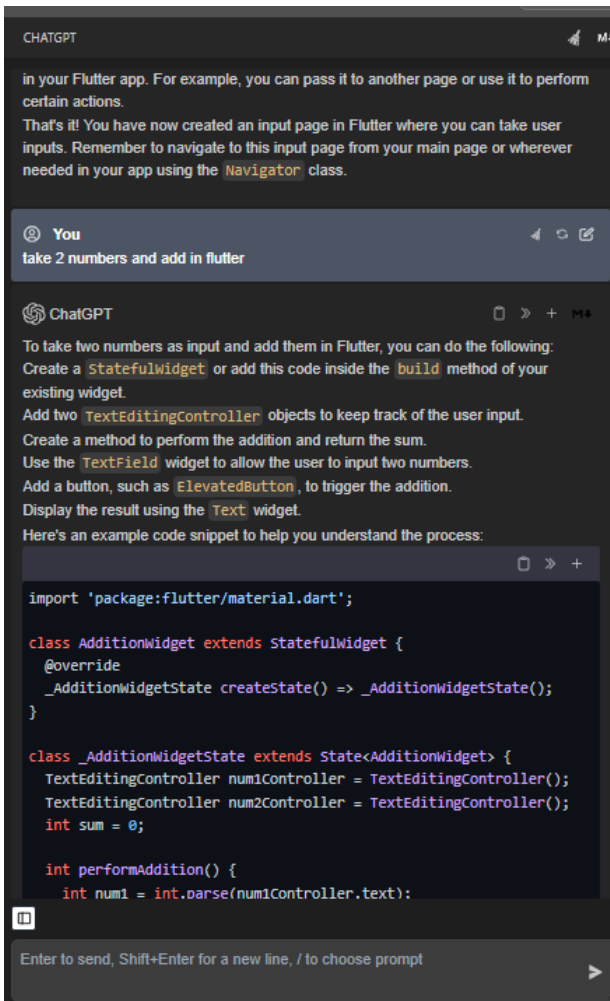 CHATGPT
in your Flutter app. For example, you can pass it to another page or use it to perform
certain actions.
That's it! You have now created an input page in Flutter where you can take user
inputs. Remember to navigate to this input page from your main page or wherever
needed in your app using the Navigator class.
You
take 2 numbers and add in flutter
ChatGPT
M↓
To take two numbers as input and add them in Flutter, you can do the following:
Create a StatefulWidget or add this code inside the build method of your
existing widget.
Add two TextEditingController objects to keep track of the user input.
Create a method to perform the addition and return the sum.
Use the TextField widget to allow the user to input two numbers.
Add a button, such as ElevatedButton, to trigger the addition.
Display the result using the Text widget.
Here's an example code snippet to help you understand the process:
import 'package:flutter/material.dart';
class AdditionWidget extends StatefulWidget {
@override
_AdditionWidgetState createState() => _AdditionWidgetState();
}
class _AdditionWidgetState extends State<AdditionWidget> {
TextEditingController num1Controller = TextEditingController();
TextEditingController num2Controller = TextEditingController();
int sum = 0;
int performAddition() {
int num1 = int.parse(num1Controller.text);
Enter to send, Shift+Enter for a new line, / to choose prompt